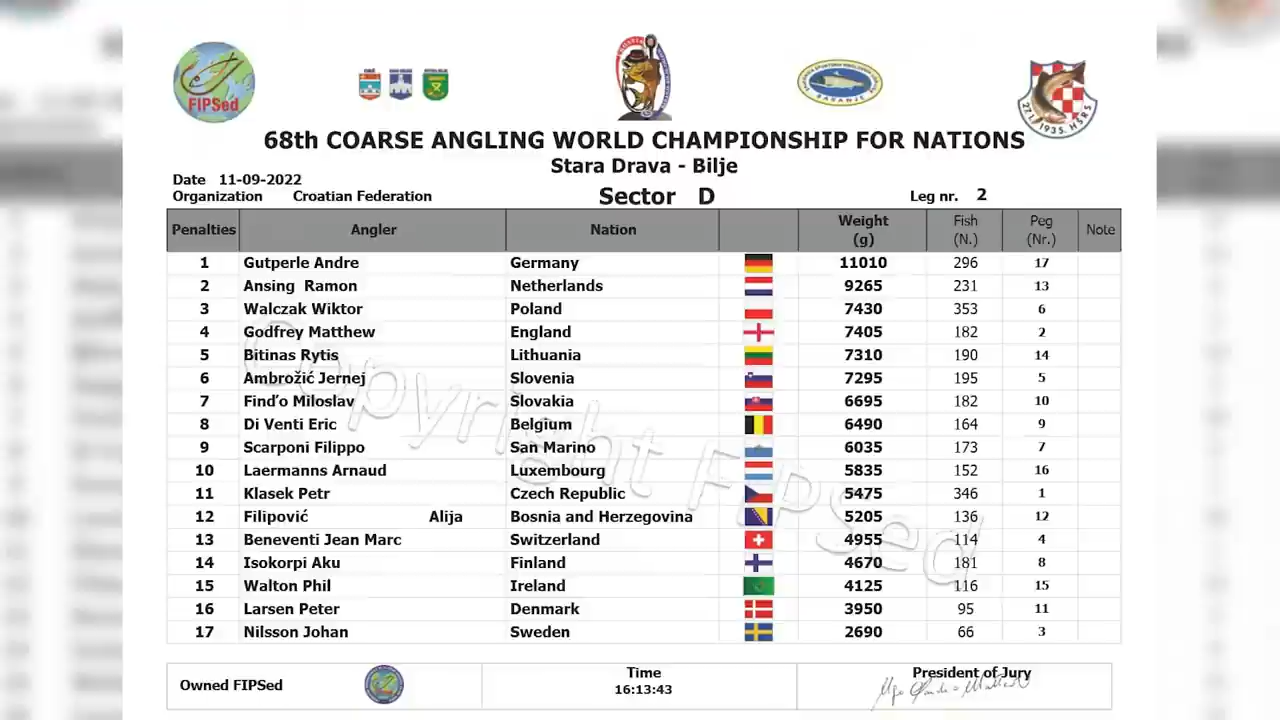 FIPSed
68th COARSE ANGLING WORLD CHAMPIONSHIP FOR NATIONS
Stara Drava - Bilje
Date 11-09-2022
Organization Croatian Federation Sector D Leg nr. 2
Penalties Angler Nation Weight (g) Fish (N.) Peg (Nr.) Note
1 Gutperle Andre Germany 11010 296 17
2 Ansing Ramon Netherlands 9265 231 13
3 Walczak Wiktor Poland 7430 353 6
4 Godfrey Matthew England 7405 182 2
5 Bitinas Rytis Lithuania 7310 190 14
6 Ambrožić Jernej Slovenia 7295 195 5
7 Finďo Miloslav Slovakia 6695 182 10
8 Di Venti Eric Belgium 6490 164 9
9 Scarponi Filippo San Marino 6035 173 7
10 Laermanns Arnaud Luxembourg 5835 152 16
11 Klasek Petr Czech Republic 5475 346 1
12 Filipović Alija Bosnia and Herzegovina 5205 136 12
13 Beneventi Jean Marc Switzerland 4955 114 4
14 Isokorpi Aku Finland 4670 181 8
15 Walton Phil Ireland 4125 116 15
16 Larsen Peter Denmark 3950 95 11
17 Nilsson Johan Sweden 2690 66 3
Copyright FIPSed
Owned FIPSed Time President of Jury
16:13:43